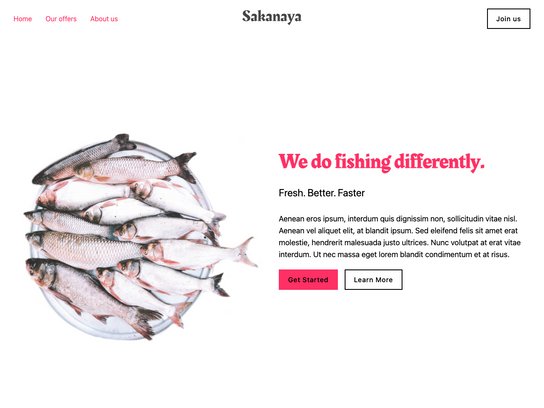 Home Our offers About us Sakanaya Join us
We do fishing differently.
Fresh. Better. Faster
Aenean eros ipsum, interdum quis dignissim non, sollicitudin vitae nisl.
Aenean vel aliquet elit, at blandit ipsum. Sed eleifend felis sit amet erat
molestie, hendrerit malesuada justo ultrices. Nunc volutpat at erat vitae
interdum. Ut nec massa eget lorem blandit condimentum et at risus.
Get Started Learn More